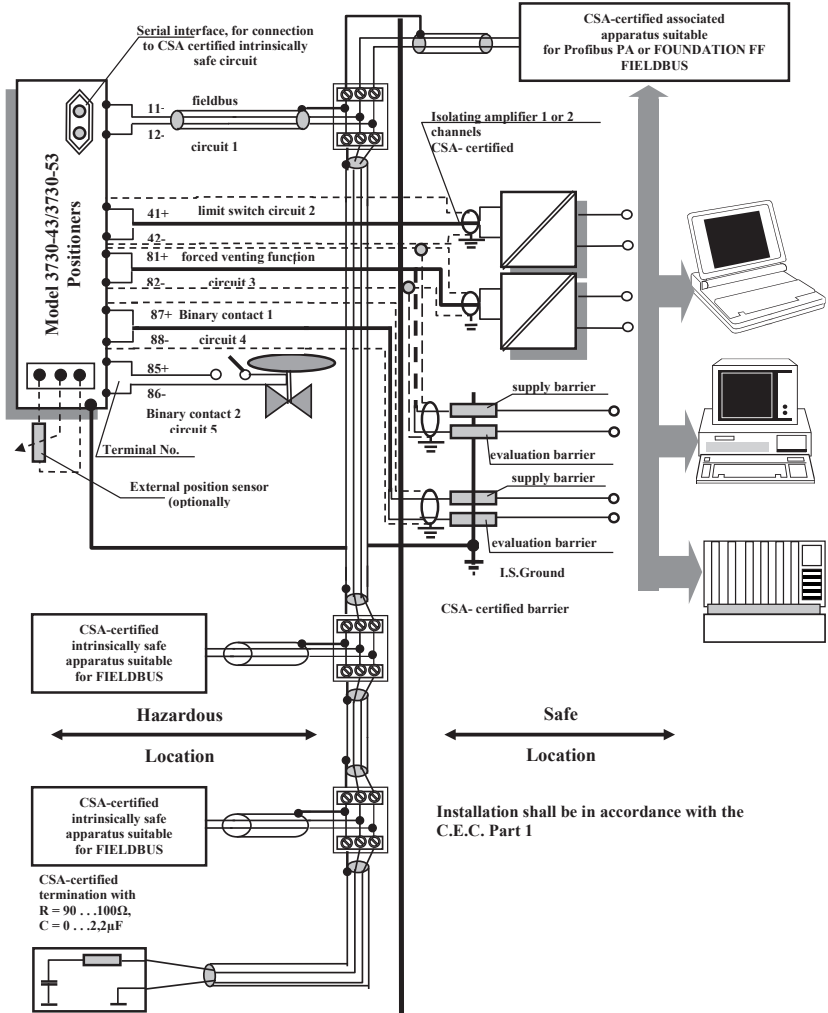 Serial interface, for connection
to CSA certified intrinsically
safe circuit
CSA-certified associated
apparatus suitable
for Profibus PA or FOUNDATION FF
FIELDBUS
Model 3730-43/3730-53
Positioners
11-
fieldbus
12-
circuit 1
Isolating amplifier 1 or 2
channels
CSA- certified
41+
limit switch circuit 2
42-
81+
forced venting function
82-
circuit 3
87+ Binary contact 1
88-
circuit 4
85+
86-
Binary contact 2
circuit 5
Terminal No.
External position sensor
(optionally
supply barrier
evaluation barrier
supply barrier
evaluation barrier
I.S.Ground
CSA- certified barrier
CSA-certified
intrinsically safe
apparatus suitable
for FIELDBUS
Hazardous
Location
Safe
Location
CSA-certified
intrinsically safe
apparatus suitable
for FIELDBUS
Installation shall be in accordance with the
C.E.C. Part 1
CSA-certified
termination with
R = 90 . . .100Ω,
C = 0 . . .2,2µF